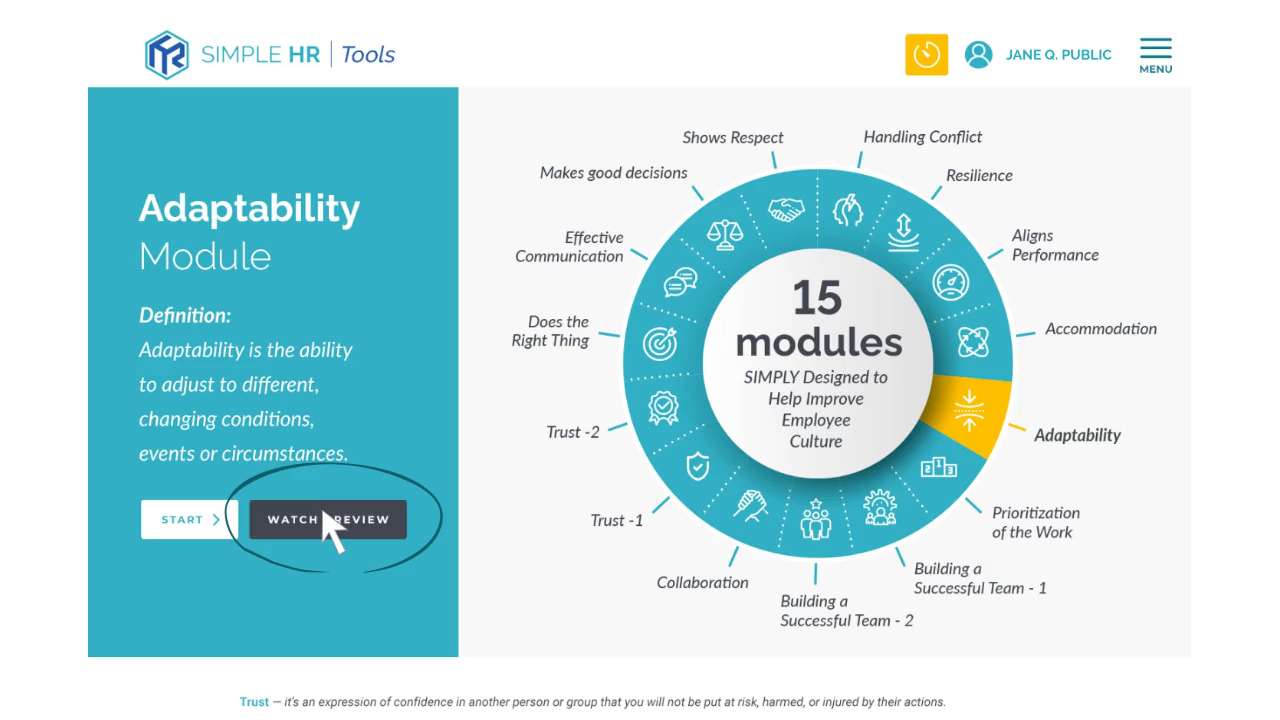 SIMPLE HR | Tools
JANE Q. PUBLIC
MENU
Adaptability
Module
Definition:
Adaptability is the ability
to adjust to different,
changing conditions,
events or circumstances.
START
WATCH REVIEW
Shows Respect
Handling Conflict
Makes good decisions
Resilience
Effective
Communication
Aligns
Performance
Does the
Right Thing
Accommodation
15
modules
SIMPLY Designed to
Help Improve
Employee
Culture
Trust -2
Adaptability
2 1 3
Trust -1
Prioritization
of the Work
Collaboration
Building a
Successful Team - 1
Building a
Successful Team - 2
Trust — it's an expression of confidence in another person or group that you will not be put at risk, harmed, or injured by their actions.